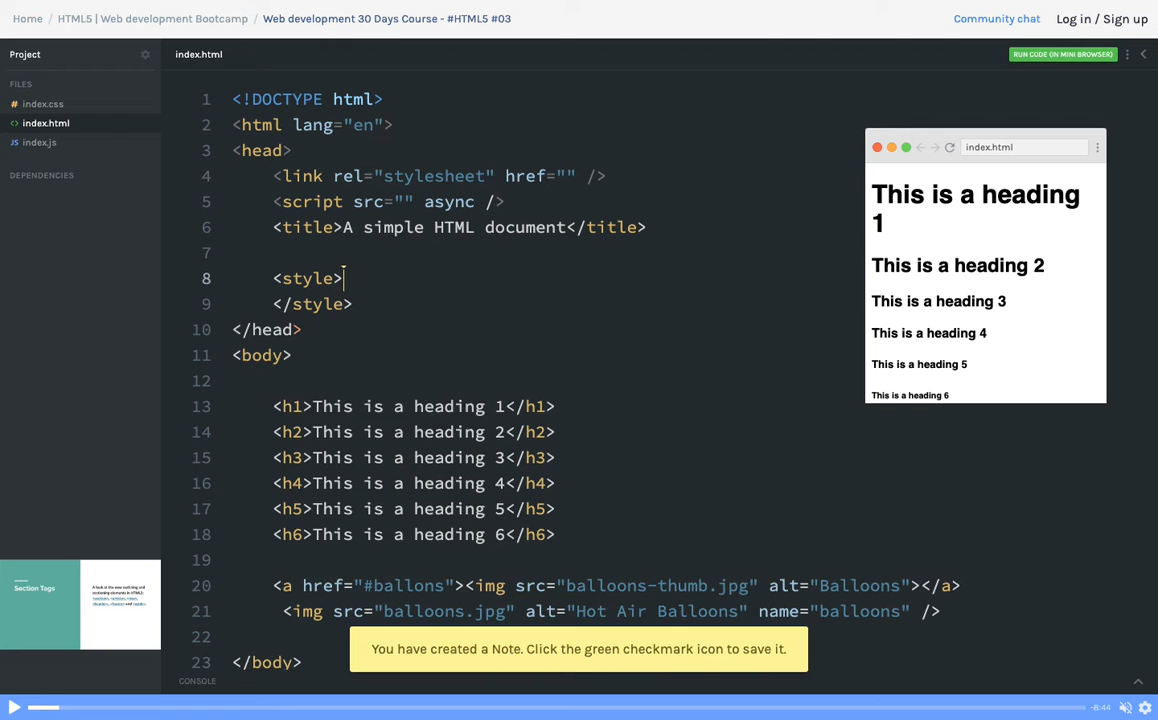 Home / HTML5 | Web development Bootcamp / Web development 30 Days Course - #HTML5 #03
Community chat
Log in / Sign up
Project
index.html
RUN CODE (IN MINI BROWSER)
FILES
index.css
index.html
index.js
DEPENDENCIES
1 <!DOCTYPE html>
2 <html lang="en">
3 <head>
4 <link rel="stylesheet" href="" />
5 <script src="" async />
6 <title>A simple HTML document</title>
7
8 <style>
9 </style>
10 </head>
11 <body>
12
13 <h1>This is a heading 1</h1>
14 <h2>This is a heading 2</h2>
15 <h3>This is a heading 3</h3>
16 <h4>This is a heading 4</h4>
17 <h5>This is a heading 5</h5>
18 <h6>This is a heading 6</h6>
19
20 <a href="#ballons"><img src="balloons-thumb.jpg" alt="Balloons"></a>
21 <img src="balloons.jpg" alt="Hot Air Balloons" name="balloons" />
22
23 </body>
index.html
This is a heading
1
This is a heading 2
This is a heading 3
This is a heading 4
This is a heading 5
This is a heading 6
Section Tags
You have created a Note. Click the green checkmark icon to save it.
CONSOLE
-8:44